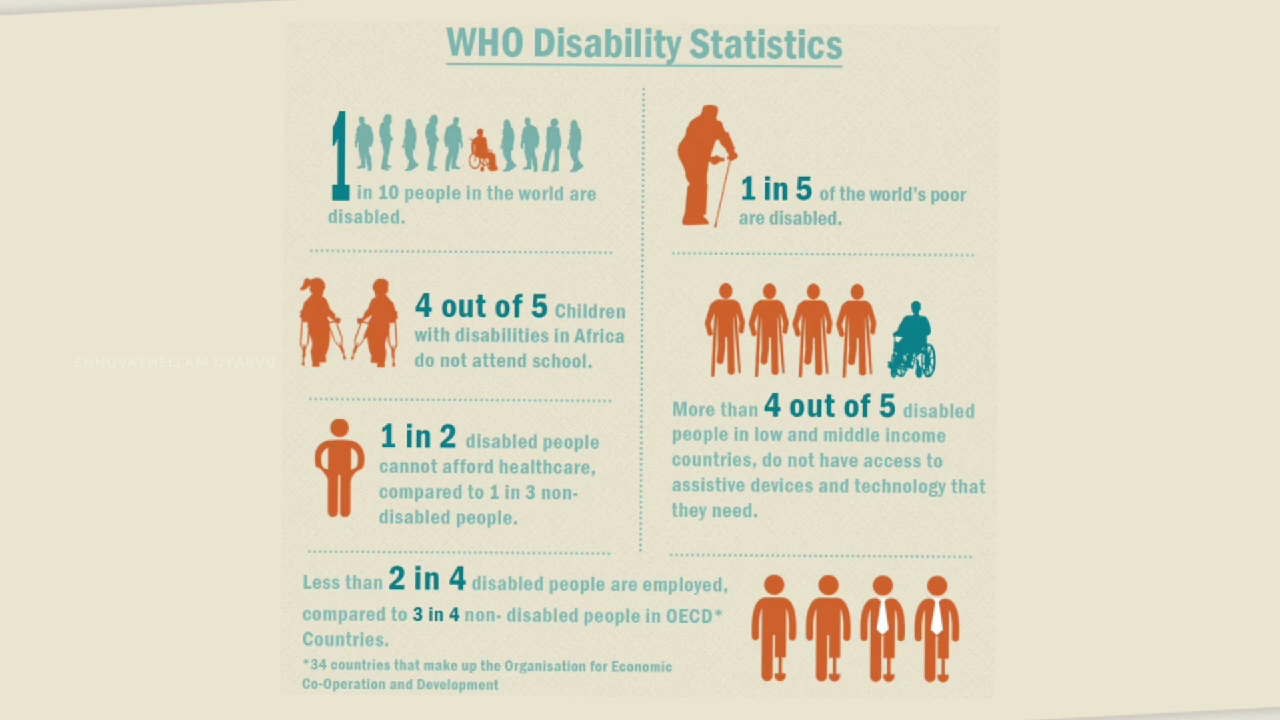 WHO Disability Statistics
1 in 10 people in the world are
disabled.
1 in 5 of the world's poor
are disabled.
4 out of 5 Children
with disabilities in Africa
do not attend school.
More than 4 out of 5 disabled
people in low and middle income
countries, do not have access to
assistive devices and technology that
they need.
1 in 2 disabled people
cannot afford healthcare,
compared to 1 in 3 non-
disabled people.
Less than 2 in 4 disabled people are employed,
compared to 3 in 4 non- disabled people in OECD*
Countries.
*34 countries that make up the Organisation for Economic
Co-Operation and Development
ENNUVATHELLAM UYARVU